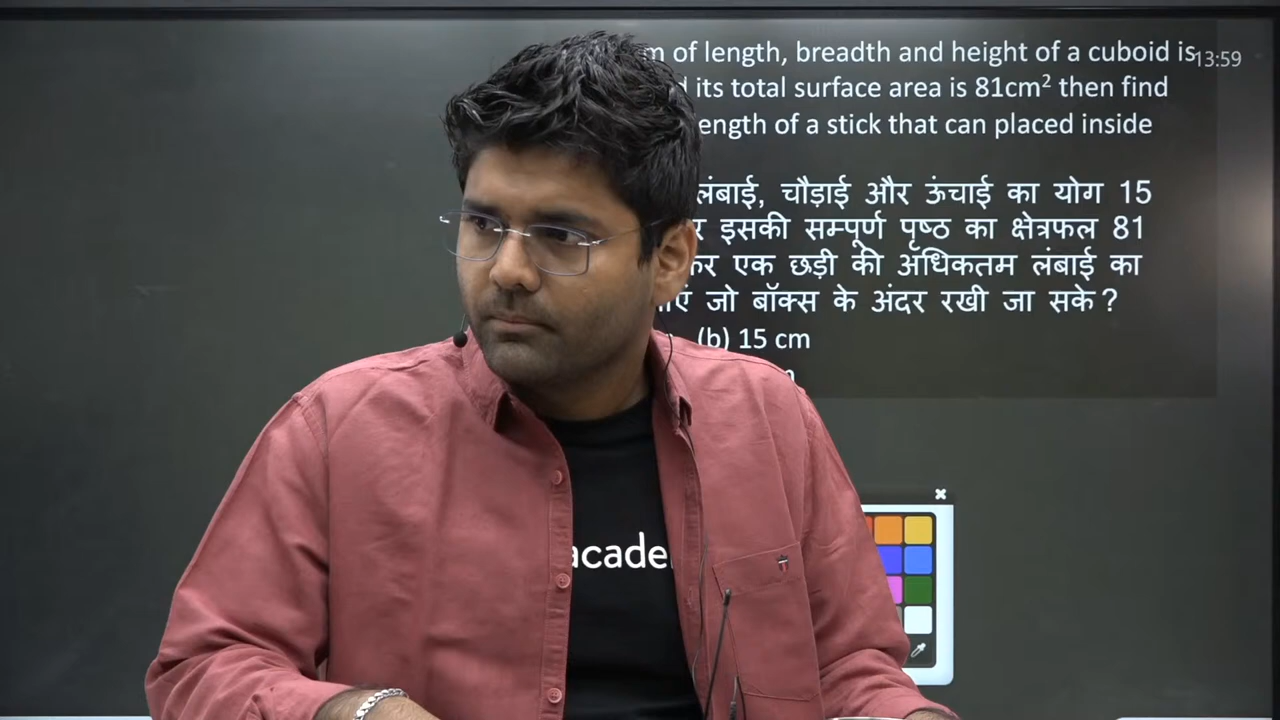 of length, breadth and height of a cuboid is
13:59
its total surface area is 81cm² then find
of a stick that can placed inside
लंबाई, चौड़ाई और ऊंचाई का योग 15
इसकी सम्पूर्ण पृष्ठ का क्षेत्रफल 81
एक छड़ी की अधिकतम लंबाई का
जो बॉक्स के अंदर रखी जा सके ?
(b) 15 cm
acade